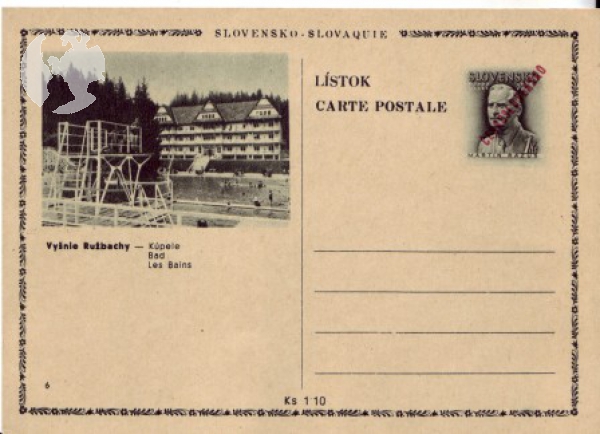 SLOVENSKO - SLOVAQUIE
LÍSTOK
CARTE POSTALE
SLOVENSKO
Vyšnie Ružbachy — Kúpele
Bad
Les Bains
6
Ks 1'10